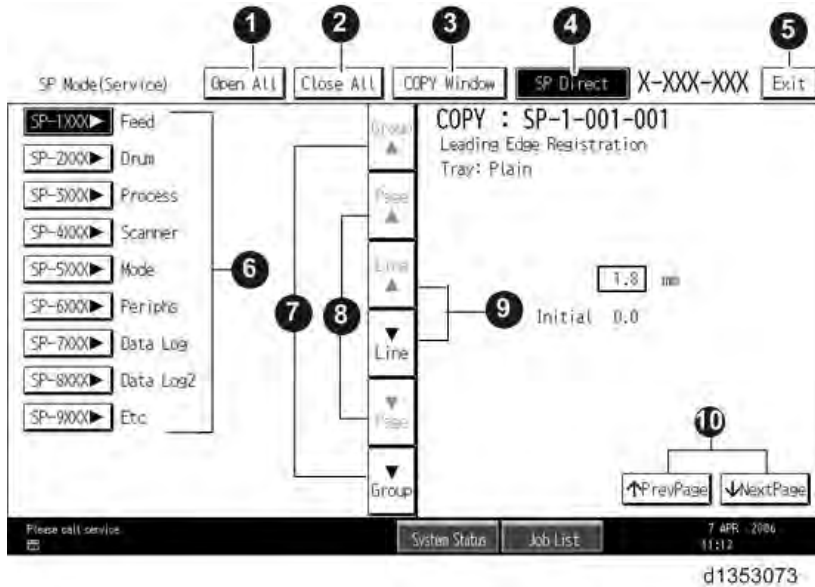 1 2 3 4 5
SP Mode(Service) Open All Close All COPY Window SP Direct X-XXX-XXX Exit
SP-1XXX▶ Feed
SP-2XXX▶ Drum
SP-3XXX▶ Process
SP-4XXX▶ Scanner
SP-5XXX▶ Mode
SP-6XXX▶ Periphs
SP-7XXX▶ Data Log
SP-8XXX▶ Data Log2
SP-9XXX▶ Etc
6
7
8
Group
▲
Page
▲
Line
▲
▼
Line
▼
Page
▼
Group
9
COPY : SP-1-001-001
Leading Edge Registration
Tray: Plain
1.8 mm
Initial 0.0
10
↑PrevPage ↓NextPage
Please call service.
System Status Job List
7 APR 2006
11:12
d1353073